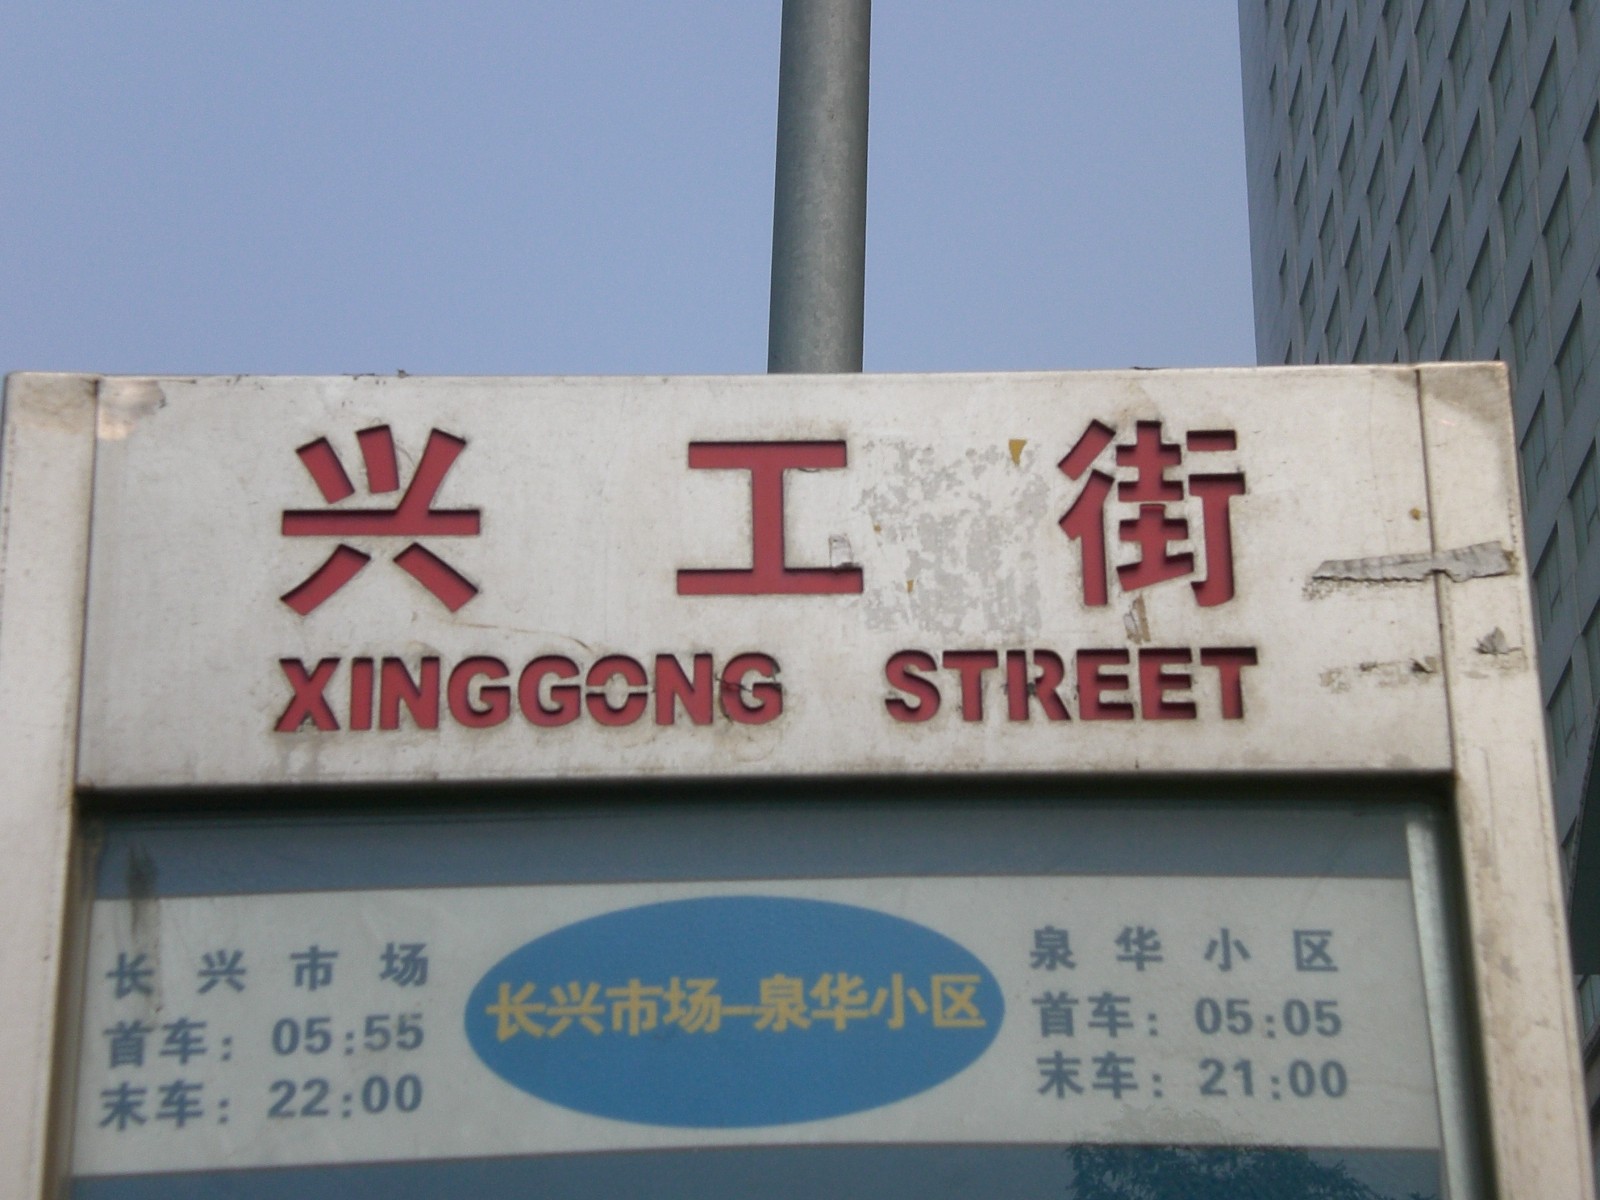 兴工街
XINGGONG STREET
长兴市场
首车：05:55
末车：22:00
长兴市场–泉华小区
泉华小区
首车：05:05
末车：21:00